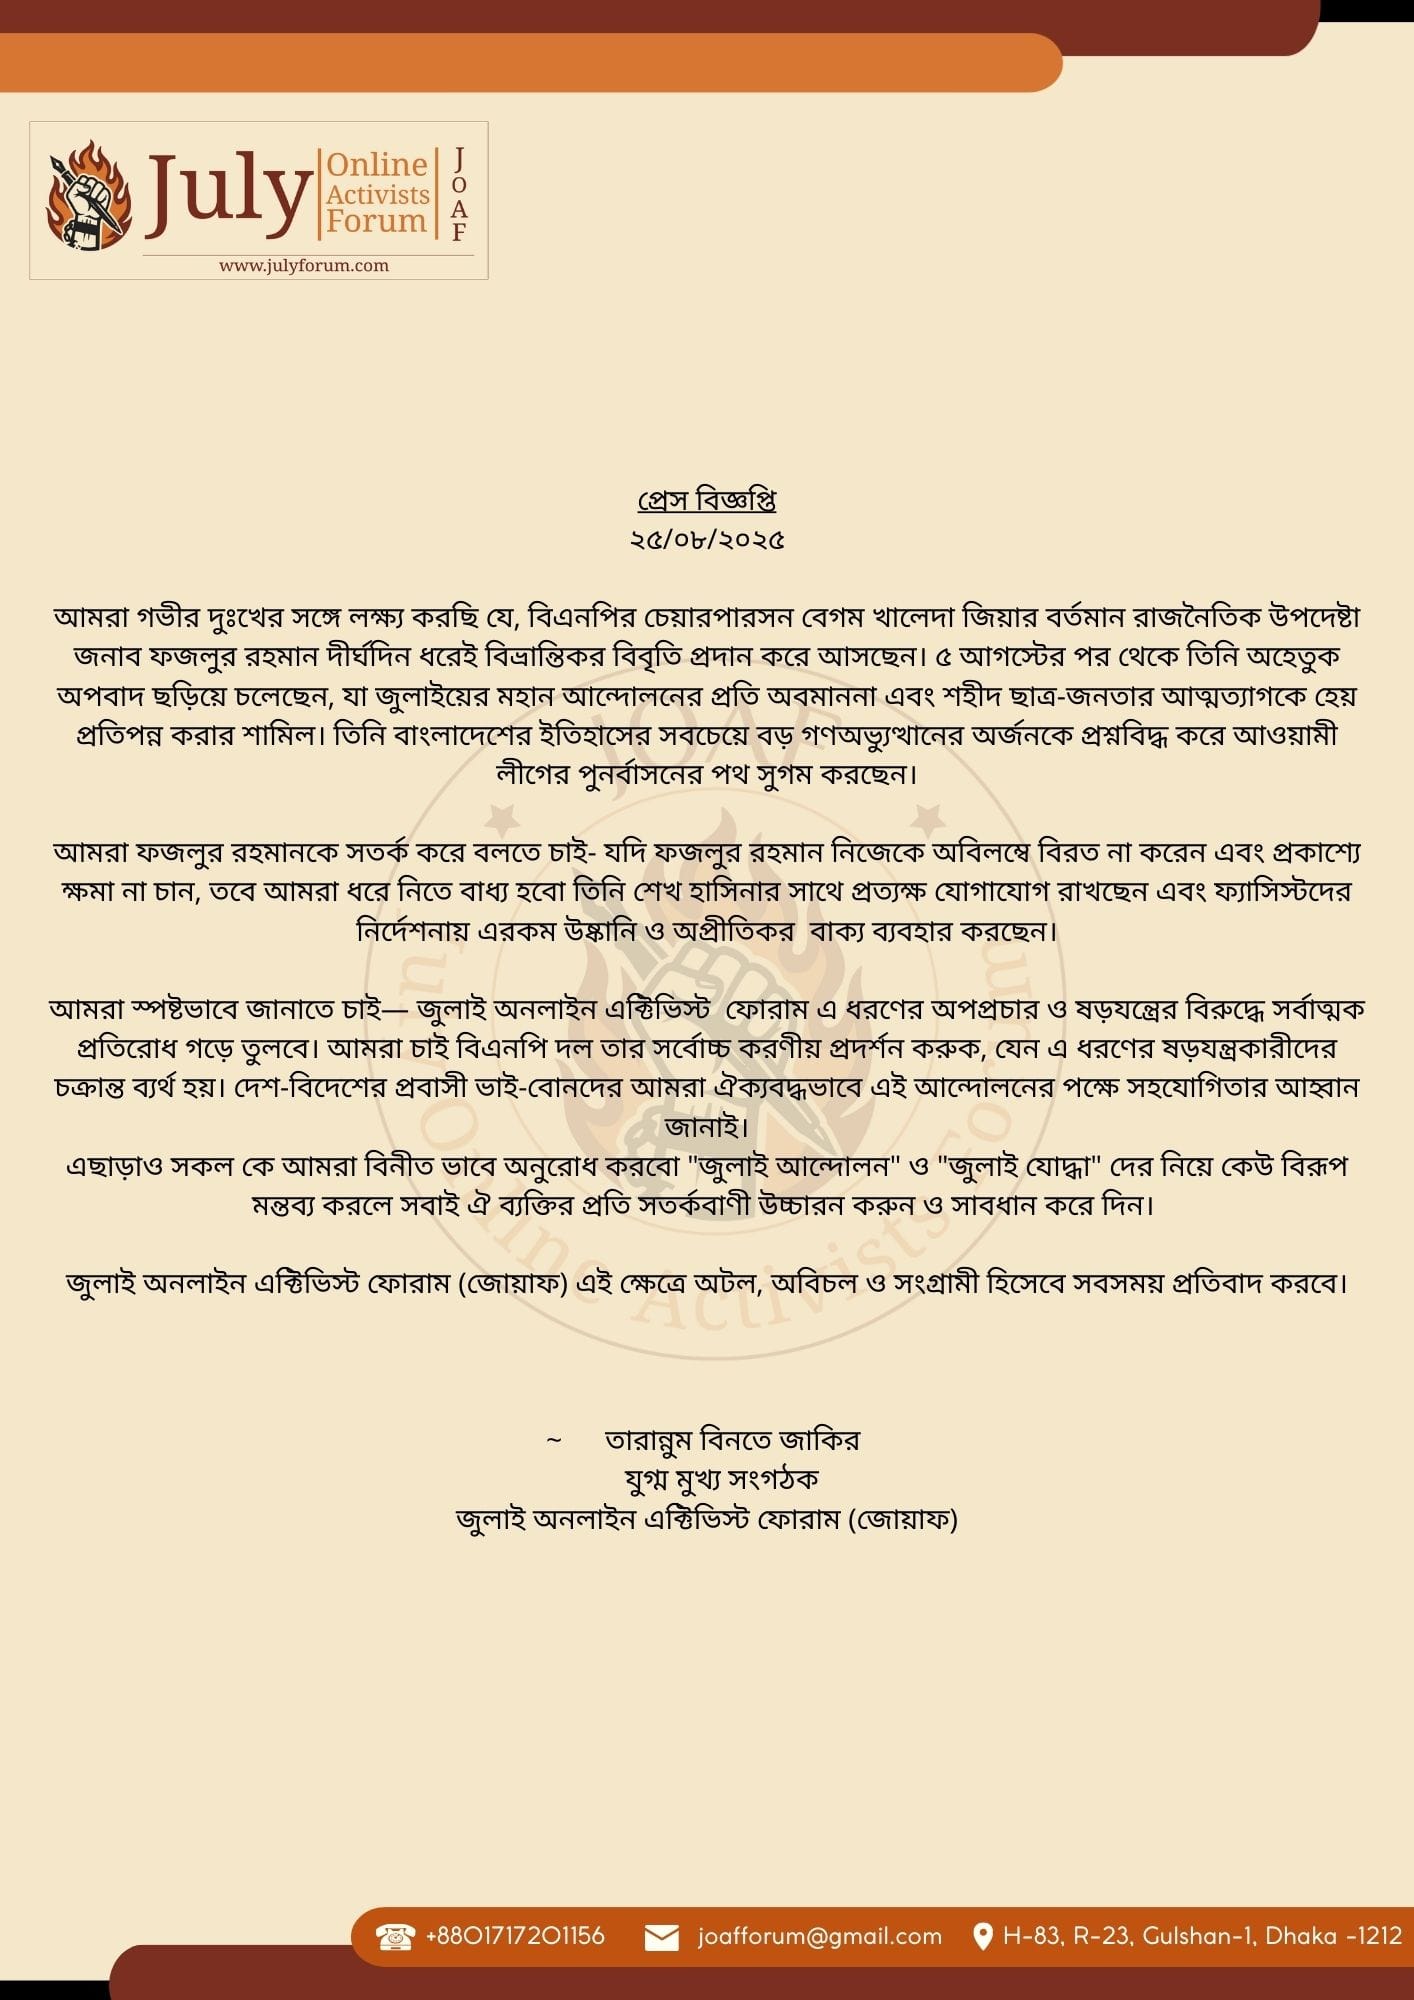 July
Online
Activists
Forum
J
O
A
F
www.julyforum.com
প্রেস বিজ্ঞপ্তি
২৫/০৮/২০২৫
আমরা গভীর দুঃখের সঙ্গে লক্ষ্য করছি যে, বিএনপির চেয়ারপারসন বেগম খালেদা জিয়ার বর্তমান রাজনৈতিক উপদেষ্টা
জনাব ফজলুর রহমান দীর্ঘদিন ধরেই বিভ্রান্তিকর বিবৃতি প্রদান করে আসছেন। ৫ আগস্টের পর থেকে তিনি অহেতুক
অপবাদ ছড়িয়ে চলেছেন, যা জুলাইয়ের মহান আন্দোলনের প্রতি অবমাননা এবং শহীদ ছাত্র-জনতার আত্মত্যাগকে হেয়
প্রতিপন্ন করার শামিল। তিনি বাংলাদেশের ইতিহাসের সবচেয়ে বড় গণঅভ্যুত্থানের অর্জনকে প্রশ্নবিদ্ধ করে আওয়ামী
লীগের পুনর্বাসনের পথ সুগম করছেন।
আমরা ফজলুর রহমানকে সতর্ক করে বলতে চাই- যদি ফজলুর রহমান নিজেকে অবিলম্বে বিরত না করেন এবং প্রকাশ্যে
ক্ষমা না চান, তবে আমরা ধরে নিতে বাধ্য হবো তিনি শেখ হাসিনার সাথে প্রত্যক্ষ যোগাযোগ রাখছেন এবং ফ্যাসিস্টদের
নির্দেশনায় এরকম উষ্কানি ও অপ্রীতিকর  বাক্য ব্যবহার করছেন।
আমরা স্পষ্টভাবে জানাতে চাই— জুলাই অনলাইন এক্টিভিস্ট  ফোরাম এ ধরণের অপপ্রচার ও ষড়যন্ত্রের বিরুদ্ধে সর্বাত্মক
প্রতিরোধ গড়ে তুলবে। আমরা চাই বিএনপি দল তার সর্বোচ্চ করণীয় প্রদর্শন করুক, যেন এ ধরণের ষড়যন্ত্রকারীদের
চক্রান্ত ব্যর্থ হয়। দেশ-বিদেশের প্রবাসী ভাই-বোনদের আমরা ঐক্যবদ্ধভাবে এই আন্দোলনের পক্ষে সহযোগিতার আহ্বান
জানাই।
এছাড়াও সকল কে আমরা বিনীত ভাবে অনুরোধ করবো "জুলাই আন্দোলন" ও "জুলাই যোদ্ধা" দের নিয়ে কেউ বিরূপ
মন্তব্য করলে সবাই ঐ ব্যক্তির প্রতি সতর্কবাণী উচ্চারন করুন ও সাবধান করে দিন।
জুলাই অনলাইন এক্টিভিস্ট ফোরাম (জোয়াফ) এই ক্ষেত্রে অটল, অবিচল ও সংগ্রামী হিসেবে সবসময় প্রতিবাদ করবে।
~ তারান্নুম বিনতে জাকির
যুগ্ম মুখ্য সংগঠক
জুলাই অনলাইন এক্টিভিস্ট ফোরাম (জোয়াফ)
JOAF
Online Activists Forum
+8801717201156
joafforum@gmail.com
H-83, R-23, Gulshan-1, Dhaka -1212